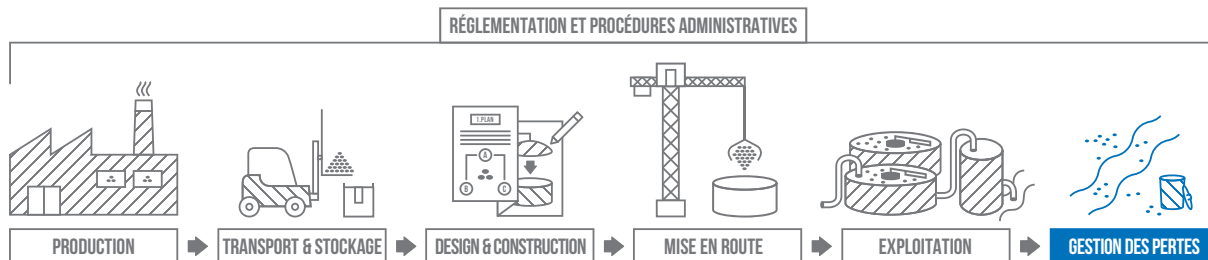 RÉGLEMENTATION ET PROCÉDURES ADMINISTRATIVES
1.PLAN
A
B
C
PRODUCTION
TRANSPORT & STOCKAGE
DESIGN & CONSTRUCTION
MISE EN ROUTE
EXPLOITATION
GESTION DES PERTES